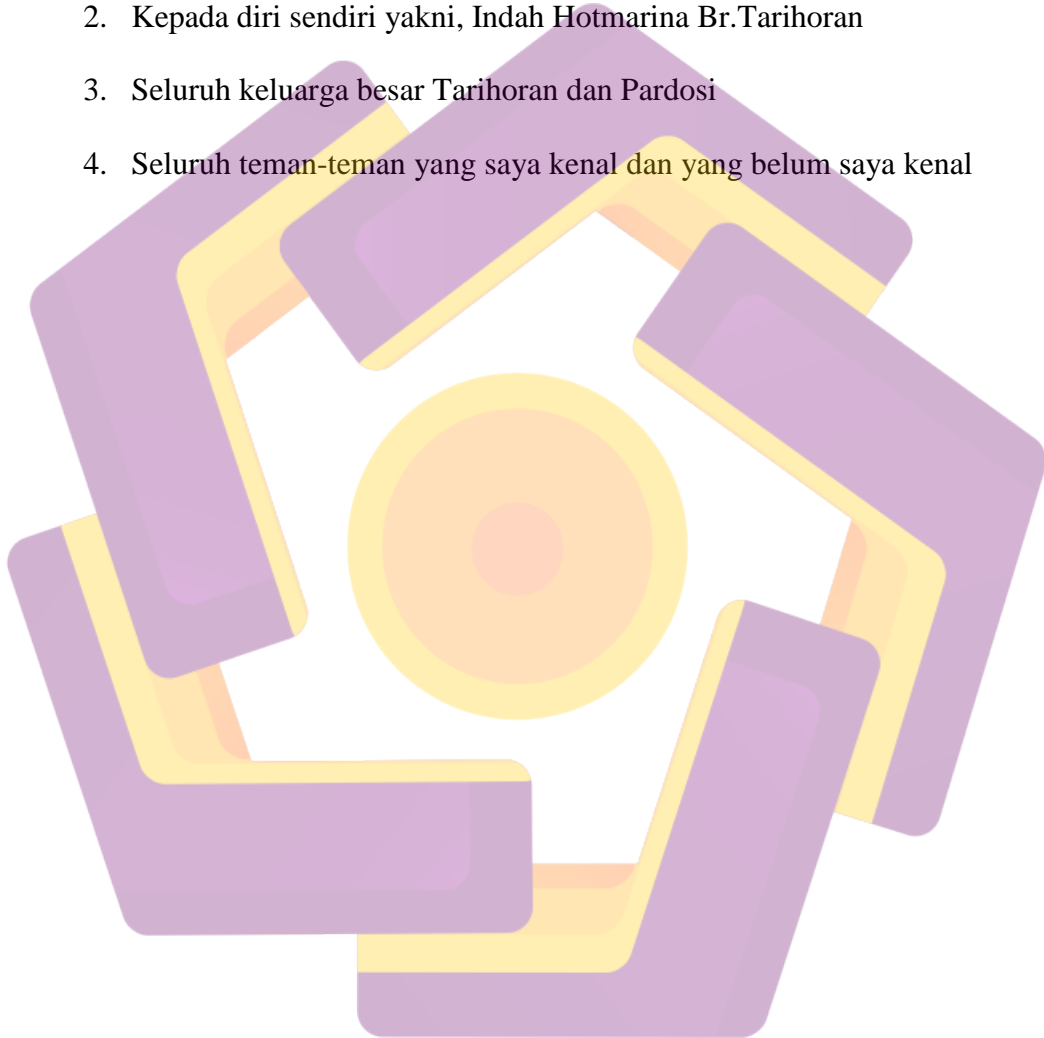 2. Kepada diri sendiri yakni, Indah Hotmarina Br.Tarihoran
3. Seluruh keluarga besar Tarihoran dan Pardosi
4. Seluruh teman-teman yang saya kenal dan yang belum saya kenal